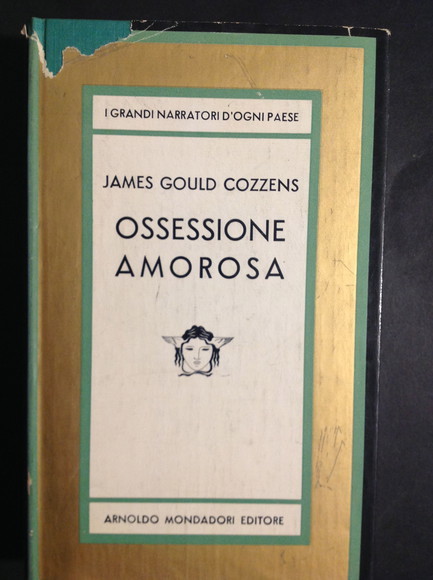 I GRANDI NARRATORI D'OGNI PAESE
JAMES GOULD COZZENS
OSSESSIONE
AMOROSA
ARNOLDO MONDADORI EDITORE